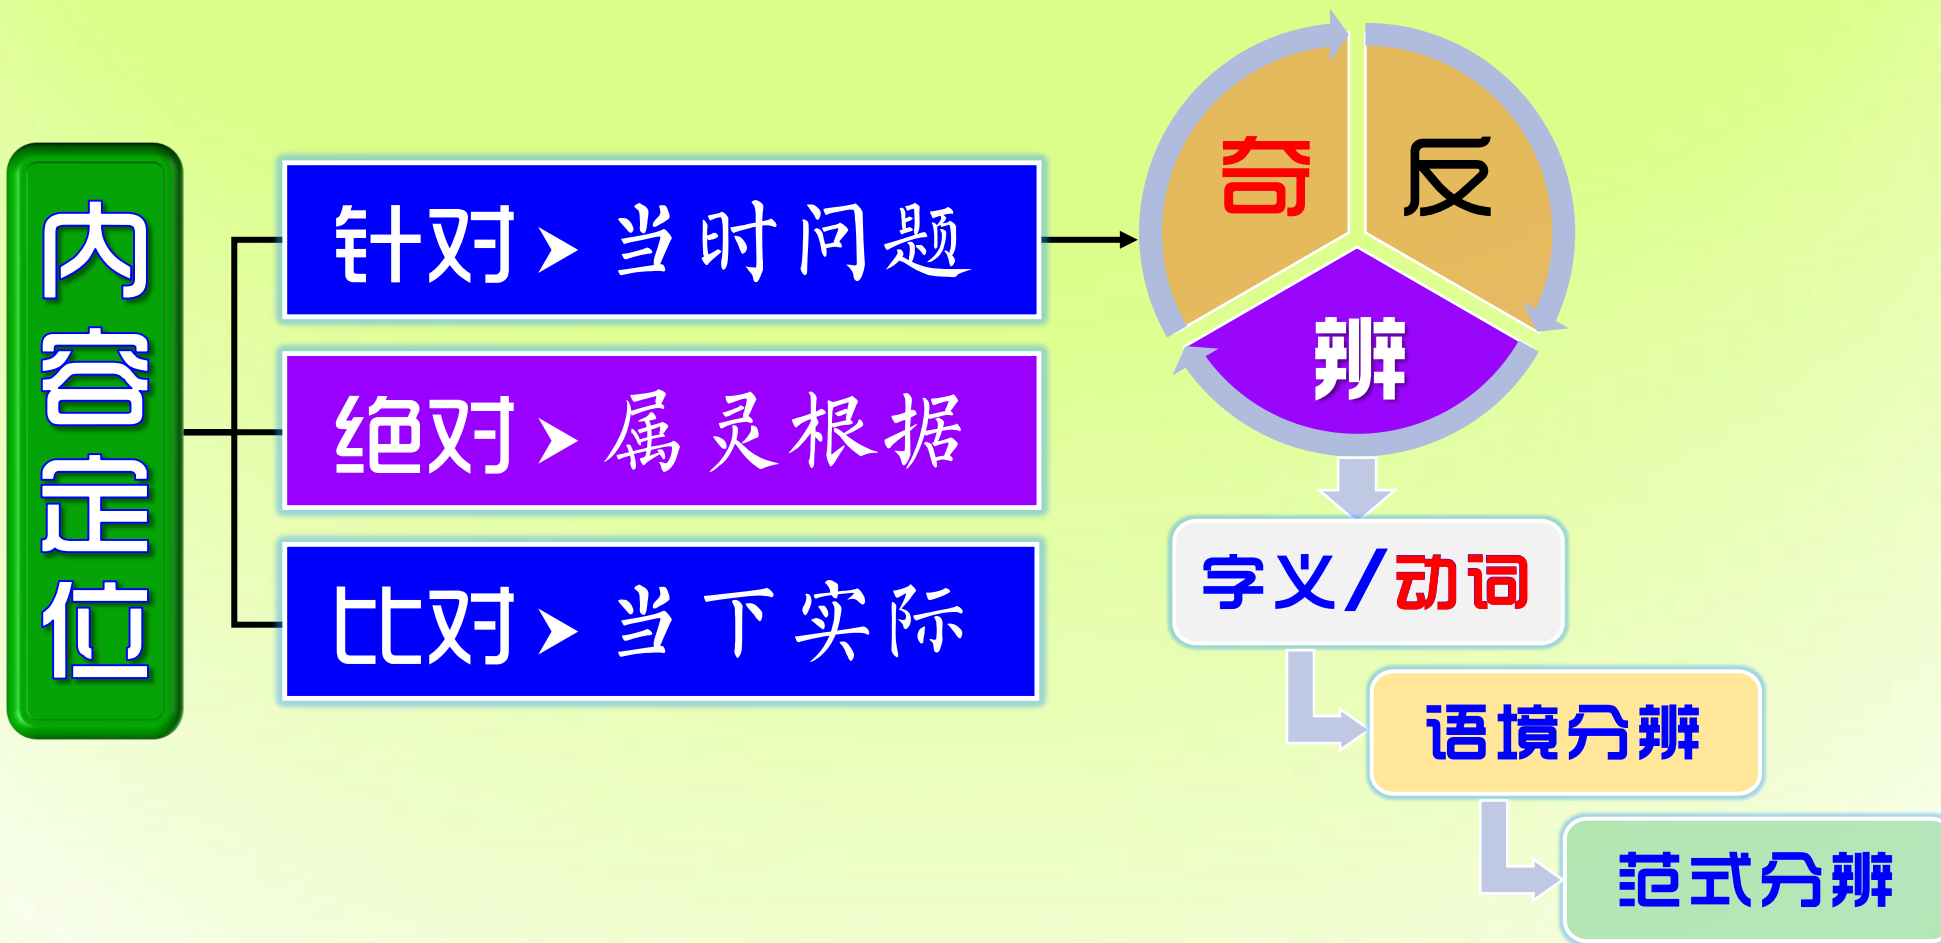 内容定位
针对➤当时问题
绝对➤属灵根据
比对➤当下实际
奇
反
辨
字义/动词
语境分辨
范式分辨